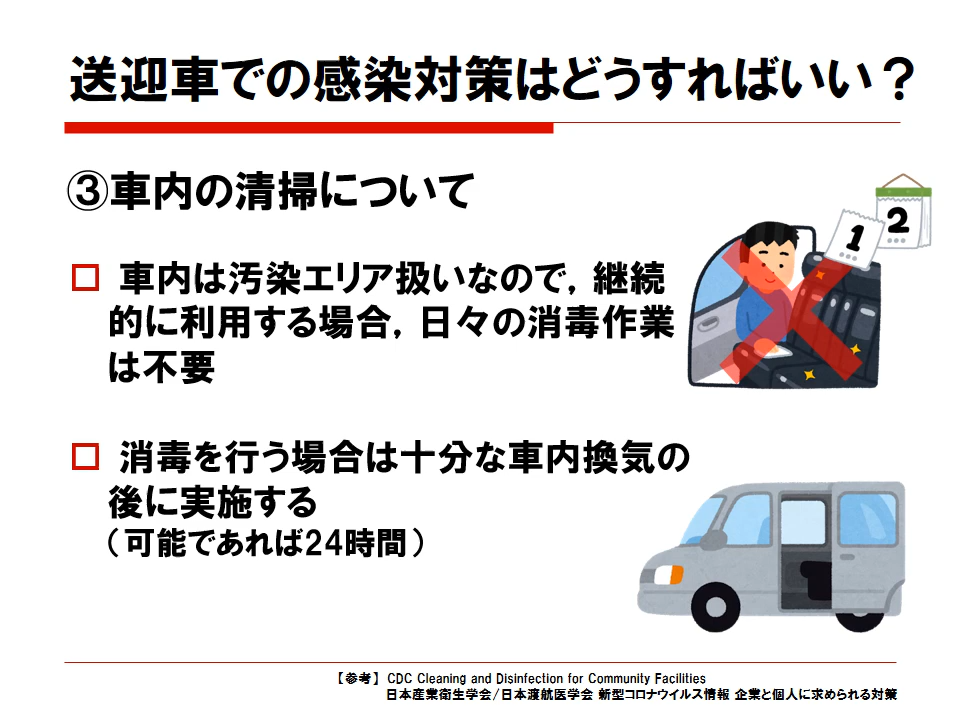 送迎車での感染対策はどうすればいい？
③車内の清掃について
1
2
□ 車内は汚染エリア扱いなので，継続
的に利用する場合，日々の消毒作業
は不要
□ 消毒を行う場合は十分な車内換気の
後に実施する
（可能であれば24時間）
【参考】 CDC Cleaning and Disinfection for Community Facilities
日本産業衛生学会/日本渡航医学会 新型コロナウイルス情報 企業と個人に求められる対策